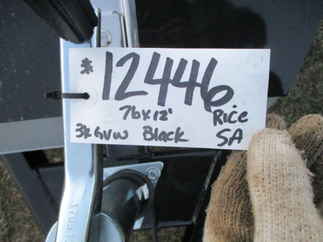 $12446.
76x12' Rice
3k GVW Black SA